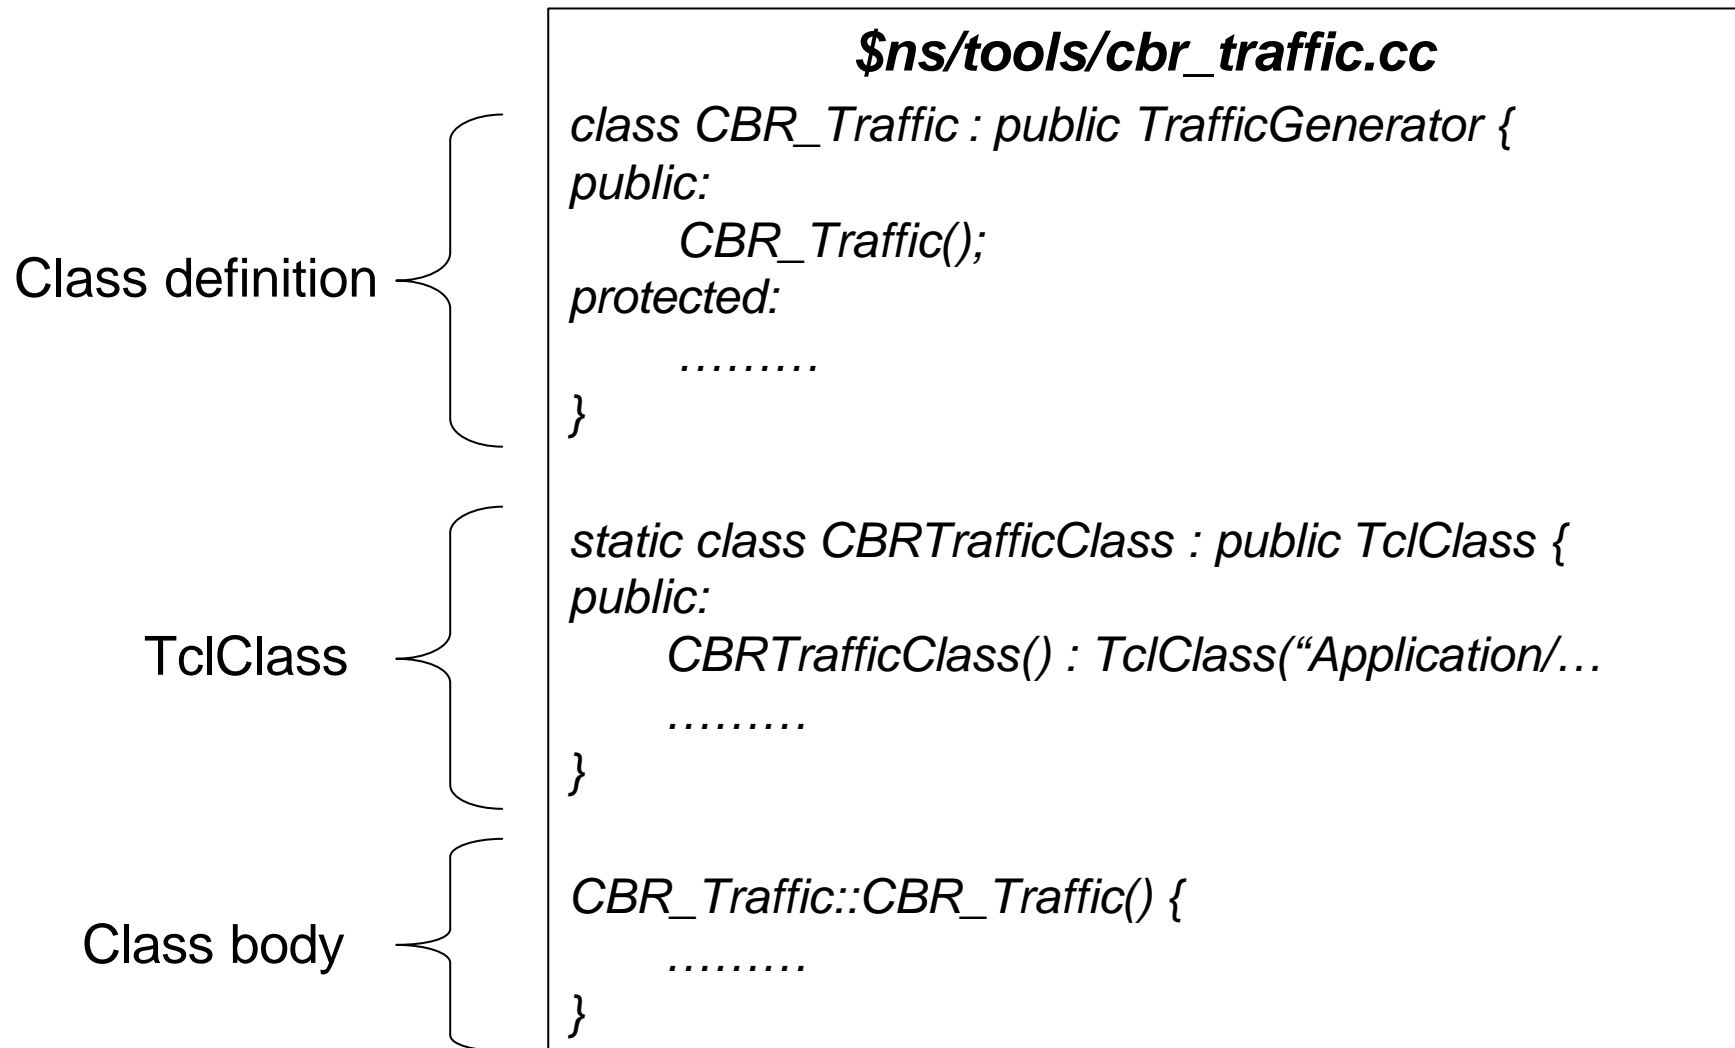 $ns/tools/cbr_traffic.cc
class CBR_Traffic : public TrafficGenerator {
public:
CBR_Traffic();
Class definition
protected:
………
}
static class CBRTrafficClass : public TclClass {
public:
TclClass
CBRTrafficClass() : TclClass(“Application/…
………
}
CBR_Traffic::CBR_Traffic() {
Class body
………
}